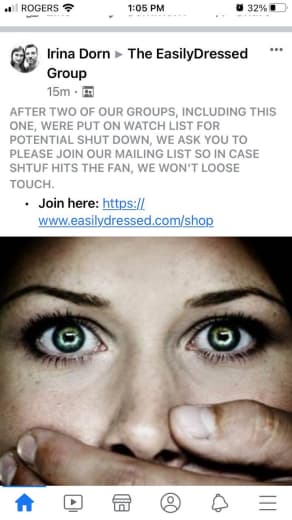 ROGERS 1:05 PM 32%
Irina Dorn ▸ The EasilyDressed
Group
15m ·
AFTER TWO OF OUR GROUPS, INCLUDING THIS
ONE, WERE PUT ON WATCH LIST FOR
POTENTIAL SHUT DOWN, WE ASK YOU TO
PLEASE JOIN OUR MAILING LIST SO IN CASE
SHTUF HITS THE FAN, WE WON'T LOOSE
TOUCH.
• Join here: https://
www.easilydressed.com/shop